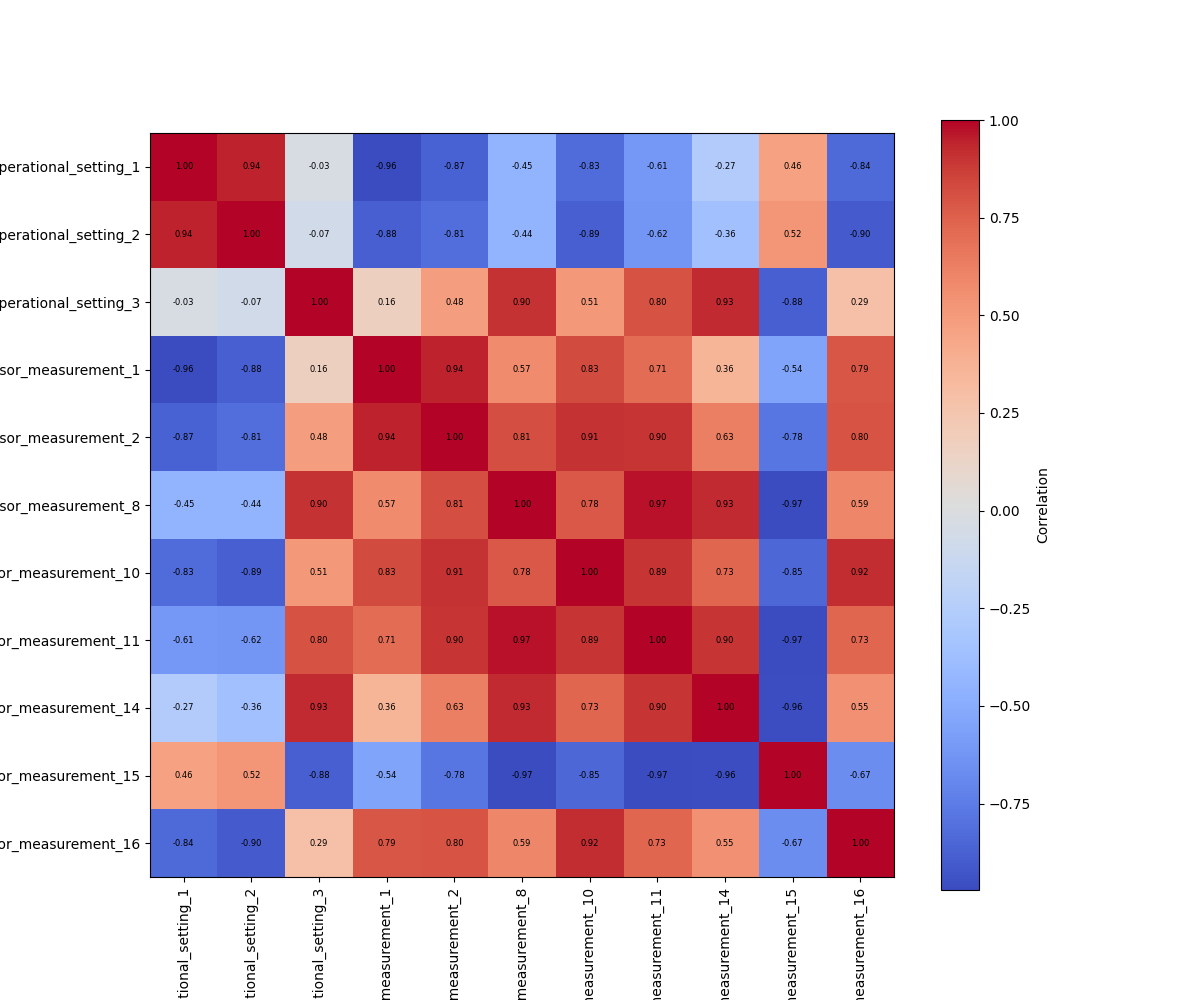 1.00
perational_setting_1 1.00 0.94 -0.03 -0.96 -0.87 -0.45 -0.83 -0.61 -0.27 0.46 -0.84
0.75
perational_setting_2 0.94 1.00 -0.07 -0.88 -0.81 -0.44 -0.89 -0.62 -0.36 0.52 -0.90
perational_setting_3 -0.03 -0.07 1.00 0.16 0.48 0.90 0.51 0.80 0.93 -0.88 0.29
0.50
sor_measurement_1 -0.96 -0.88 0.16 1.00 0.94 0.57 0.83 0.71 0.36 -0.54 0.79
0.25
sor_measurement_2 -0.87 -0.81 0.48 0.94 1.00 0.81 0.91 0.90 0.63 -0.78 0.80
sor_measurement_8 -0.45 -0.44 0.90 0.57 0.81 1.00 0.78 0.97 0.93 -0.97 0.59
0.00
Correlation
or_measurement_10 -0.83 -0.89 0.51 0.83 0.91 0.78 1.00 0.89 0.73 -0.85 0.92
−0.25
or_measurement_11 -0.61 -0.62 0.80 0.71 0.90 0.97 0.89 1.00 0.90 -0.97 0.73
−0.50
or_measurement_14 -0.27 -0.36 0.93 0.36 0.63 0.93 0.73 0.90 1.00 -0.96 0.55
or_measurement_15 0.46 0.52 -0.88 -0.54 -0.78 -0.97 -0.85 -0.97 -0.96 1.00 -0.67
−0.75
or_measurement_16 -0.84 -0.90 0.29 0.79 0.80 0.59 0.92 0.73 0.55 -0.67 1.00
tional_setting_1
tional_setting_2
tional_setting_3
measurement_1
measurement_2
measurement_8
neasurement_10
neasurement_11
neasurement_14
neasurement_15
neasurement_16